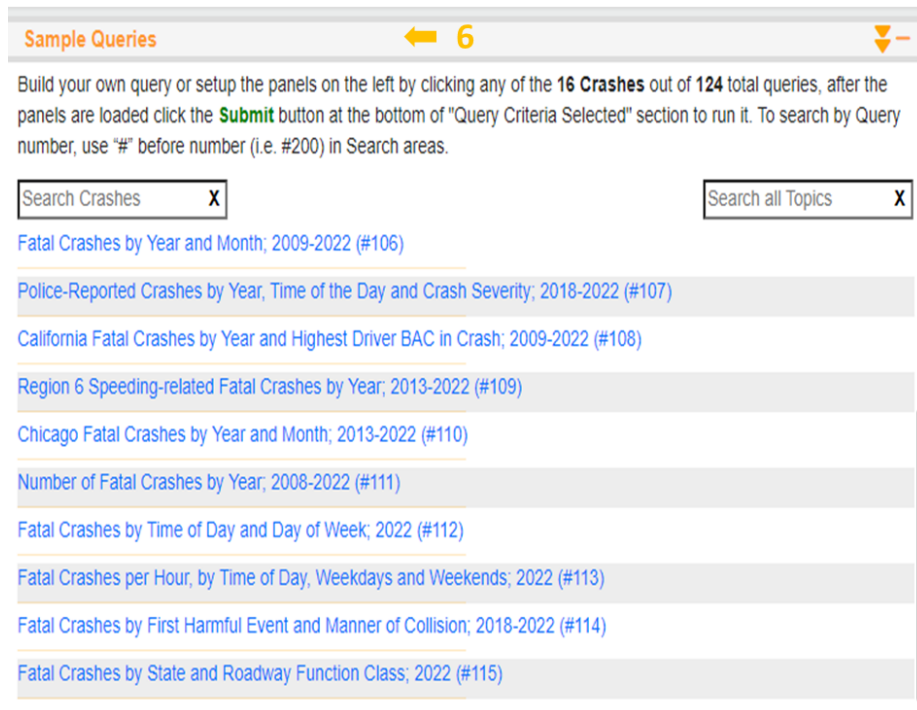 Sample Queries 6
Build your own query or setup the panels on the left by clicking any of the 16 Crashes out of 124 total queries, after the
panels are loaded click the Submit button at the bottom of "Query Criteria Selected" section to run it. To search by Query
number, use “#” before number (i.e. #200) in Search areas.
Search Crashes X Search all Topics X
Fatal Crashes by Year and Month; 2009-2022 (#106)
Police-Reported Crashes by Year, Time of the Day and Crash Severity; 2018-2022 (#107)
California Fatal Crashes by Year and Highest Driver BAC in Crash; 2009-2022 (#108)
Region 6 Speeding-related Fatal Crashes by Year; 2013-2022 (#109)
Chicago Fatal Crashes by Year and Month; 2013-2022 (#110)
Number of Fatal Crashes by Year; 2008-2022 (#111)
Fatal Crashes by Time of Day and Day of Week; 2022 (#112)
Fatal Crashes per Hour, by Time of Day, Weekdays and Weekends; 2022 (#113)
Fatal Crashes by First Harmful Event and Manner of Collision; 2018-2022 (#114)
Fatal Crashes by State and Roadway Function Class; 2022 (#115)